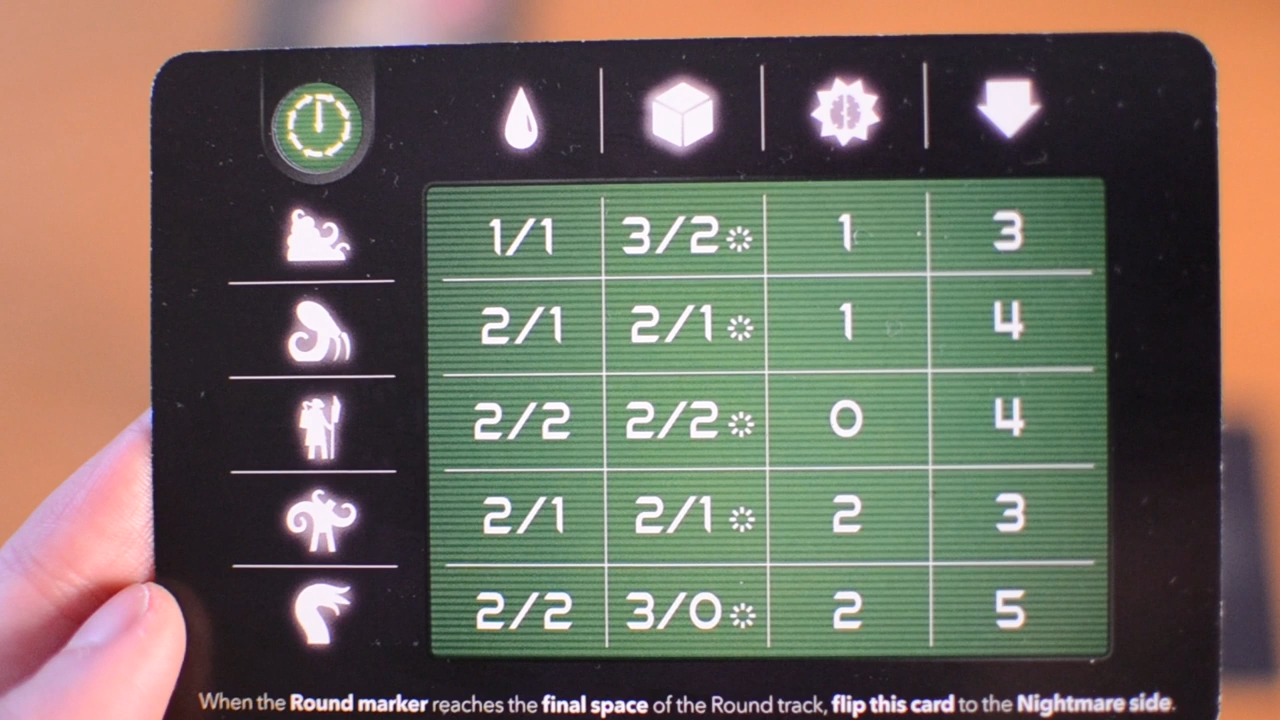 1/1 3/2 1 3
2/1 2/1 1 4
2/2 2/2 0 4
2/1 2/1 2 3
2/2 3/0 2 5
When the Round marker reaches the final space of the Round track, flip this card to the Nightmare side.